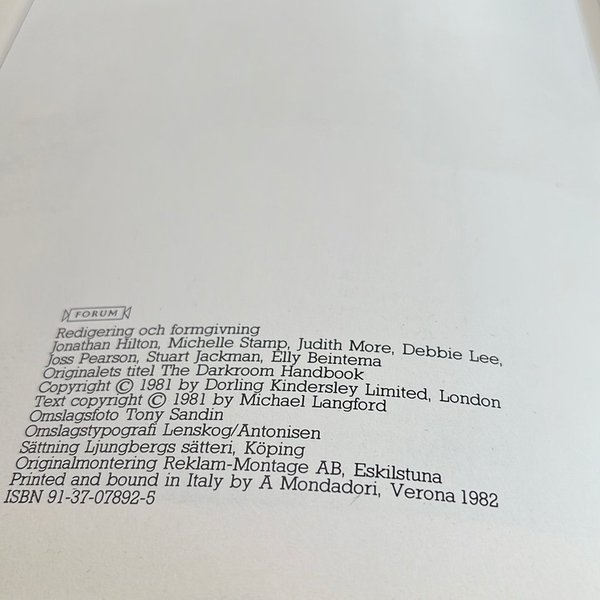 FORUM
Redigering och formgivning
Jonathan Hilton, Michelle Stamp, Judith More, Debbie Lee,
Joss Pearson, Stuart Jackman, Elly Beintema
Originalets titel The Darkroom Handbook
Copyright © 1981 by Dorling Kindersley Limited, London
Text copyright © 1981 by Michael Langford
Omslagsfoto Tony Sandin
Omslagstypografi Lenskog/Antonisen
Sättning Ljungbergs sätteri, Köping
Originalmontering Reklam-Montage AB, Eskilstuna
Printed and bound in Italy by A Mondadori, Verona 1982
ISBN 91-37-07892-5